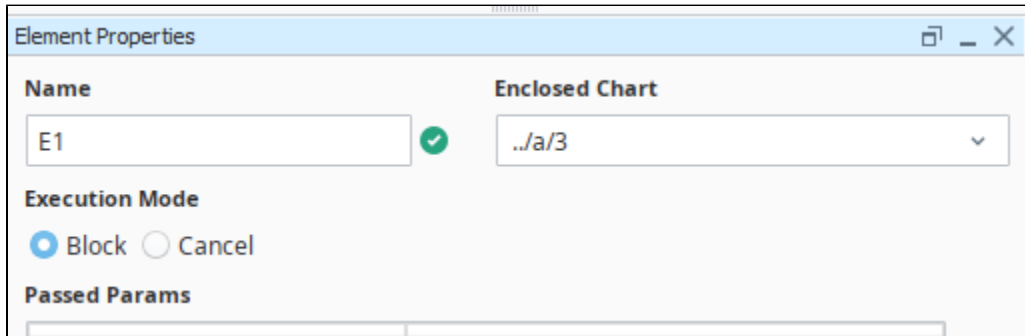 Element Properties
Name
Enclosed Chart
E1
../a/3
Execution Mode
Block Cancel
Passed Params